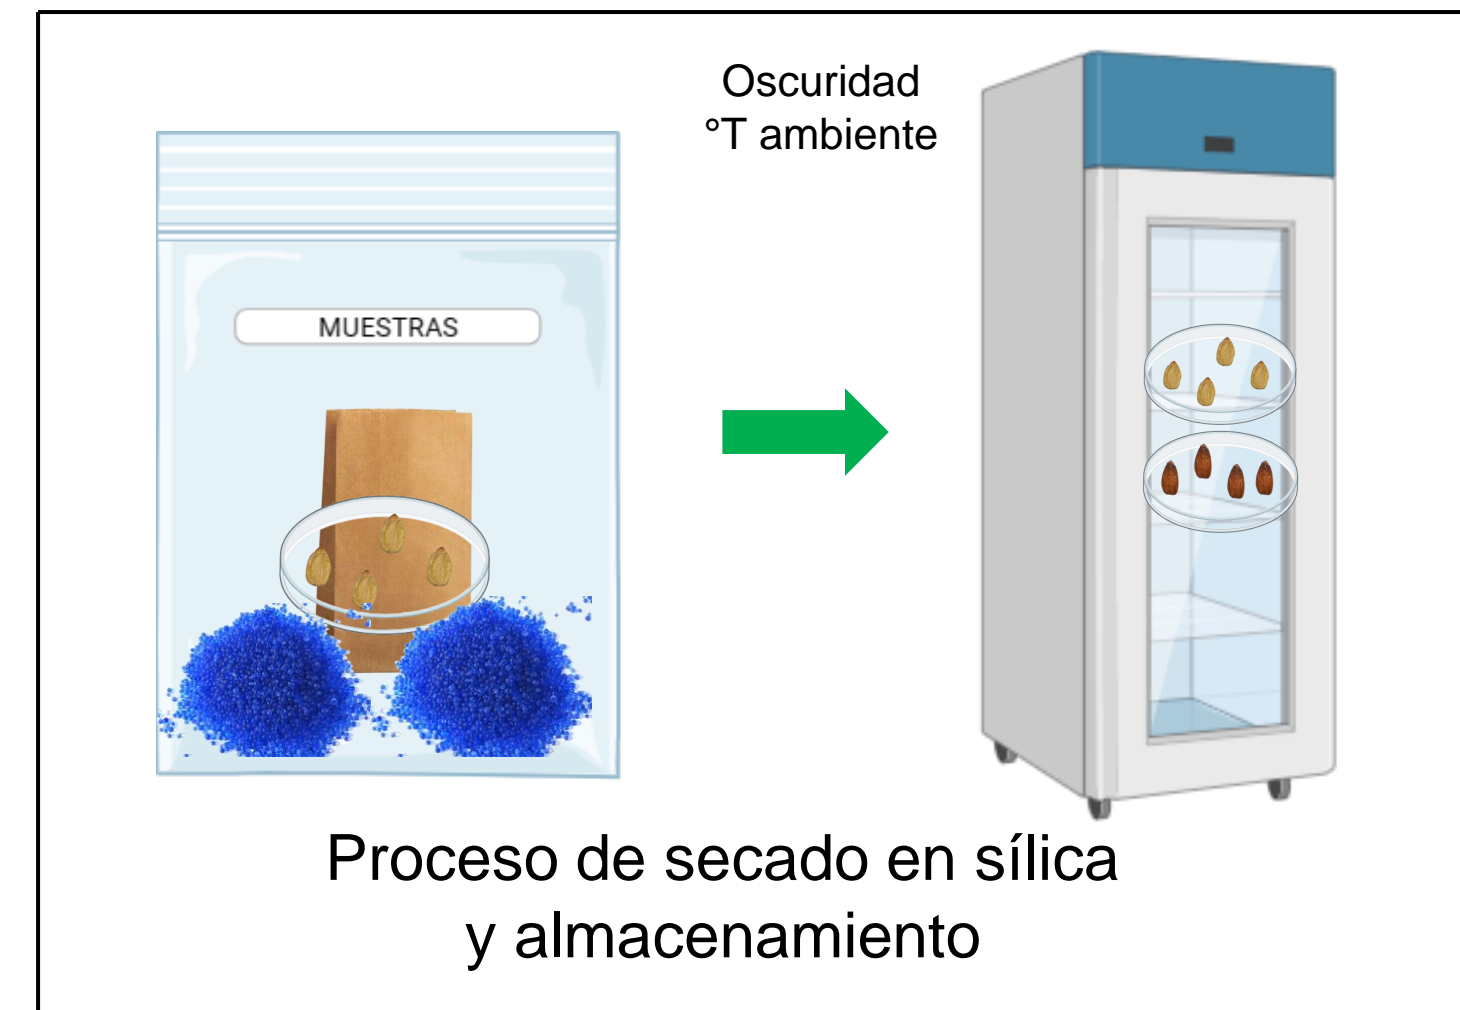 Oscuridad
°T ambiente
MUESTRAS
Proceso de secado en sílica
y almacenamiento